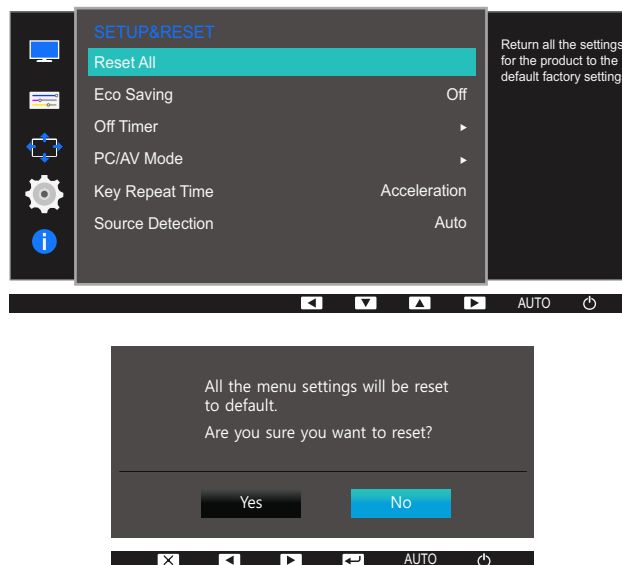 SETUP&RESET
Reset All
Eco Saving Off
Off Timer
PC/AV Mode
Key Repeat Time Acceleration
Source Detection Auto
Return all the settings
for the product to the
default factory setting
i
AUTO
All the menu settings will be reset
to default.
Are you sure you want to reset?
Yes No
AUTO